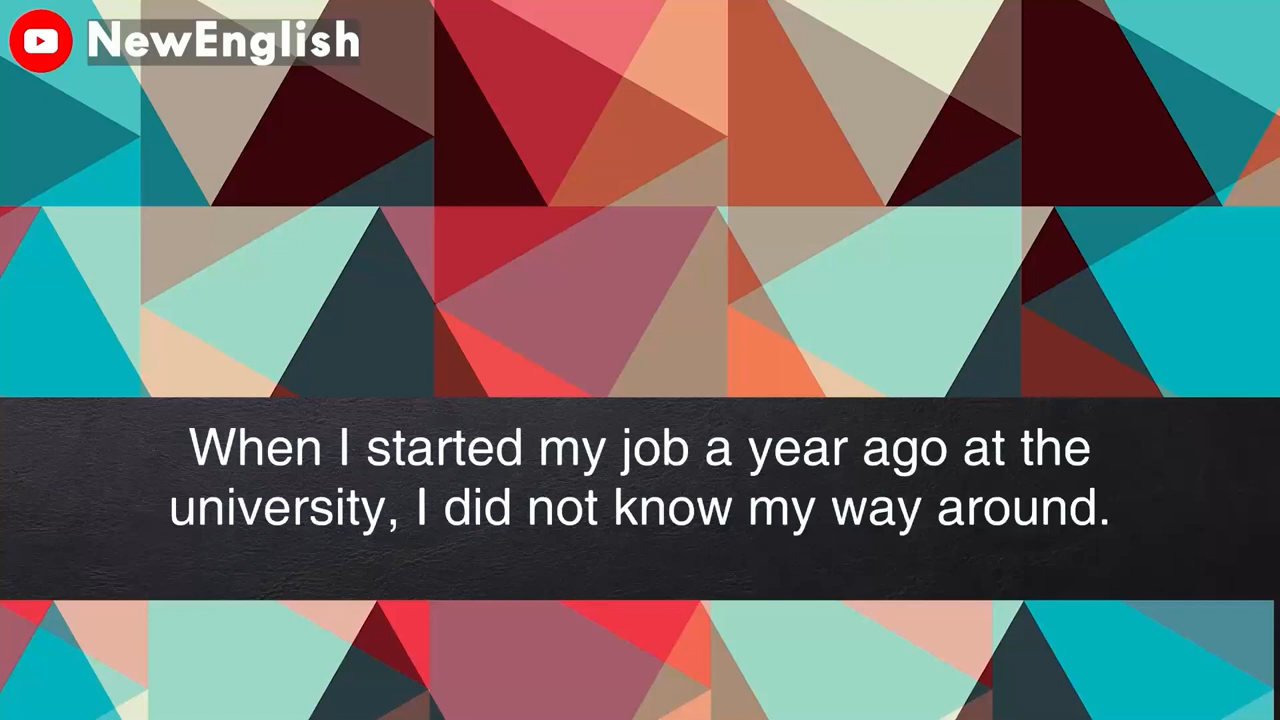 NewEnglish
When I started my job a year ago at the
university, I did not know my way around.